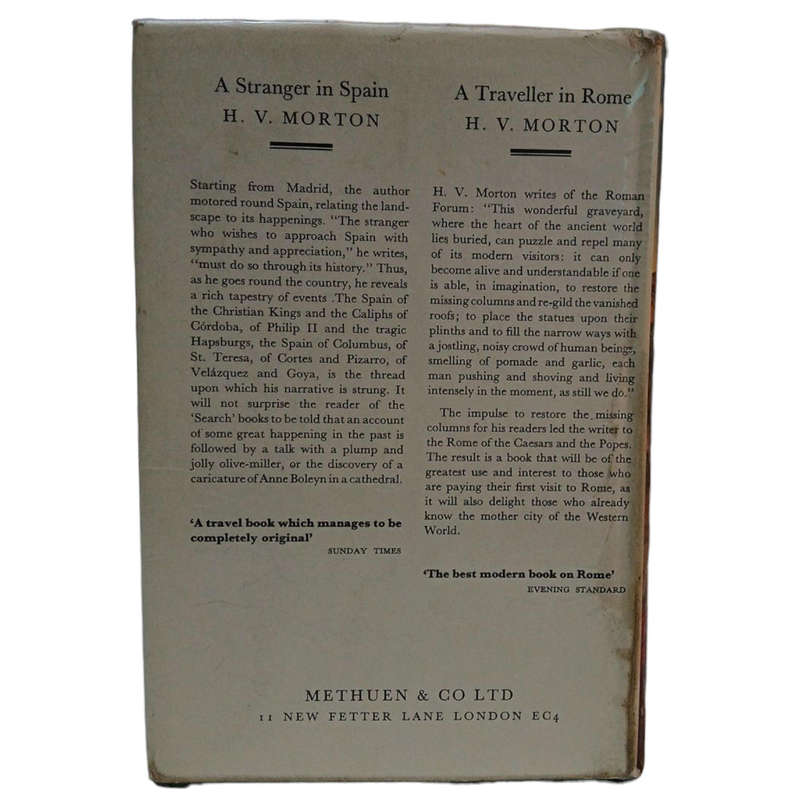 A Stranger in Spain
H. V. MORTON
Starting from Madrid, the author
motored round Spain, relating the land-
scape to its happenings. "The stranger
who wishes to approach Spain with
sympathy and appreciation," he writes,
"must do so through its history." Thus,
as he goes round the country, he reveals
a rich tapestry of events .The Spain of
the Christian Kings and the Caliphs of
Córdoba, of Philip II and the tragic
Hapsburgs, the Spain of Columbus, of
St. Teresa, of Cortes and Pizarro, of
Velázquez and Goya, is the thread
upon which his narrative is strung. It
will not surprise the reader of the
'Search' books to be told that an account
of some great happening in the past is
followed by a talk with a plump and
jolly olive-miller, or the discovery of a
caricature of Anne Boleyn in a cathedral.
'A travel book which manages to be
completely original'
SUNDAY TIMES
A Traveller in Rome
H. V. MORTON
H. V. Morton writes of the Roman
Forum: "This wonderful graveyard,
where the heart of the ancient world
lies buried, can puzzle and repel many
of its modern visitors: it can only
become alive and understandable if one
is able, in imagination, to restore the
missing columns and re-gild the vanished
roofs; to place the statues upon their
plinths and to fill the narrow ways with
a jostling, noisy crowd of human beings,
smelling of pomade and garlic, each
man pushing and shoving and living
intensely in the moment, as still we do."
The impulse to restore the missing
columns for his readers led the writer to
the Rome of the Caesars and the Popes.
The result is a book that will be of the
greatest use and interest to those who
are paying their first visit to Rome, as
it will also delight those who already
know the mother city of the Western
World.
'The best modern book on Rome'
EVENING STANDARD
METHUEN & CO LTD
11 NEW FETTER LANE LONDON EC4